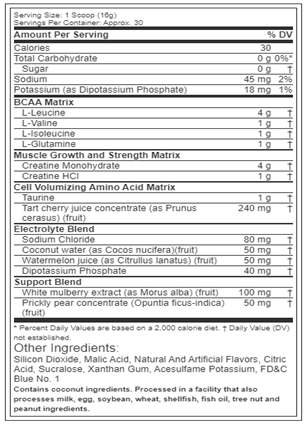 Serving Size: 1 Scoop (16g)
Servings Per Container: Approx. 30
Amount Per Serving % DV
Calories 30
Total Carbohydrate 0 g 0%*
Sugar 0 g †
Sodium 45 mg 2%
Potassium (as Dipotassium Phosphate) 18 mg 1%
BCAA Matrix
L-Leucine 4 g †
L-Valine 1 g †
L-Isoleucine 1 g †
L-Glutamine 1 g †
Muscle Growth and Strength Matrix
Creatine Monohydrate 4 g †
Creatine HCl 1 g †
Cell Volumizing Amino Acid Matrix
Taurine 1 g †
Tart cherry juice concentrate (as Prunus 240 mg †
cerasus) (fruit)
Electrolyte Blend
Sodium Chloride 80 mg †
Coconut water (as Cocos nucifera)(fruit) 50 mg †
Watermelon juice (as Citrullus lanatus) (fruit) 50 mg †
Dipotassium Phosphate 40 mg †
Support Blend
White mulberry extract (as Morus alba) (fruit) 100 mg †
Prickly pear concentrate (Opuntia ficus-indica) 50 mg †
(fruit)
* Percent Daily Values are based on a 2,000 calorie diet. † Daily Value (DV)
not established.
Other Ingredients:
Silicon Dioxide, Malic Acid, Natural And Artificial Flavors, Citric
Acid, Sucralose, Xanthan Gum, Acesulfame Potassium, FD&C
Blue No. 1
Contains coconut ingredients. Processed in a facility that also
processes milk, egg, soybean, wheat, shellfish, fish oil, tree nut and
peanut ingredients.